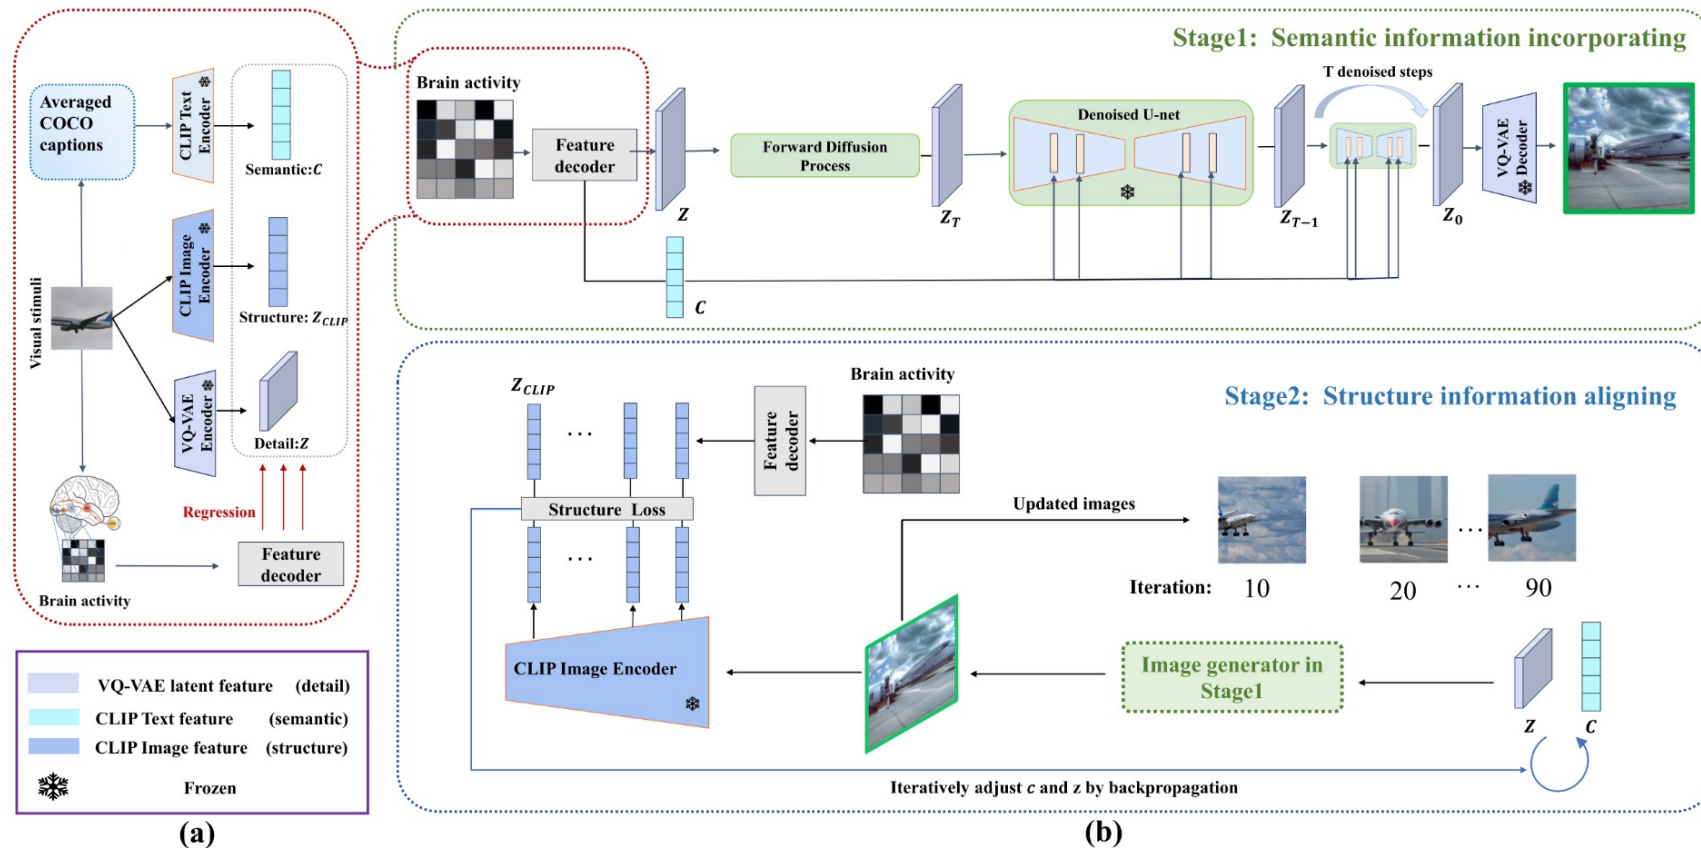 Averaged
COCO
captions
CLIP Text
Encoder
Semantic:C
CLIP Image
Encoder
Structure: Z_CLIP
Visual stimuli
VQ-VAE
Encoder
Detail:Z
Regression
Feature
decoder
Brain activity
VQ-VAE latent feature (detail)
CLIP Text feature (semantic)
CLIP Image feature (structure)
Frozen
(a)
Stage1: Semantic information incorporating
Brain activity
Feature
decoder
Z
Forward Diffusion
Process
Z_T
Denoised U-net
Z_{T-1}
T denoised steps
Z_0
VQ-VAE
Decoder
C
Stage2: Structure information aligning
Z_CLIP
...
Feature
decoder
Brain activity
Structure Loss
...
CLIP Image Encoder
Updated images
...
Iteration: 10 20 ... 90
Image generator in
Stage1
Z C
Iteratively adjust c and z by backpropagation
(b)